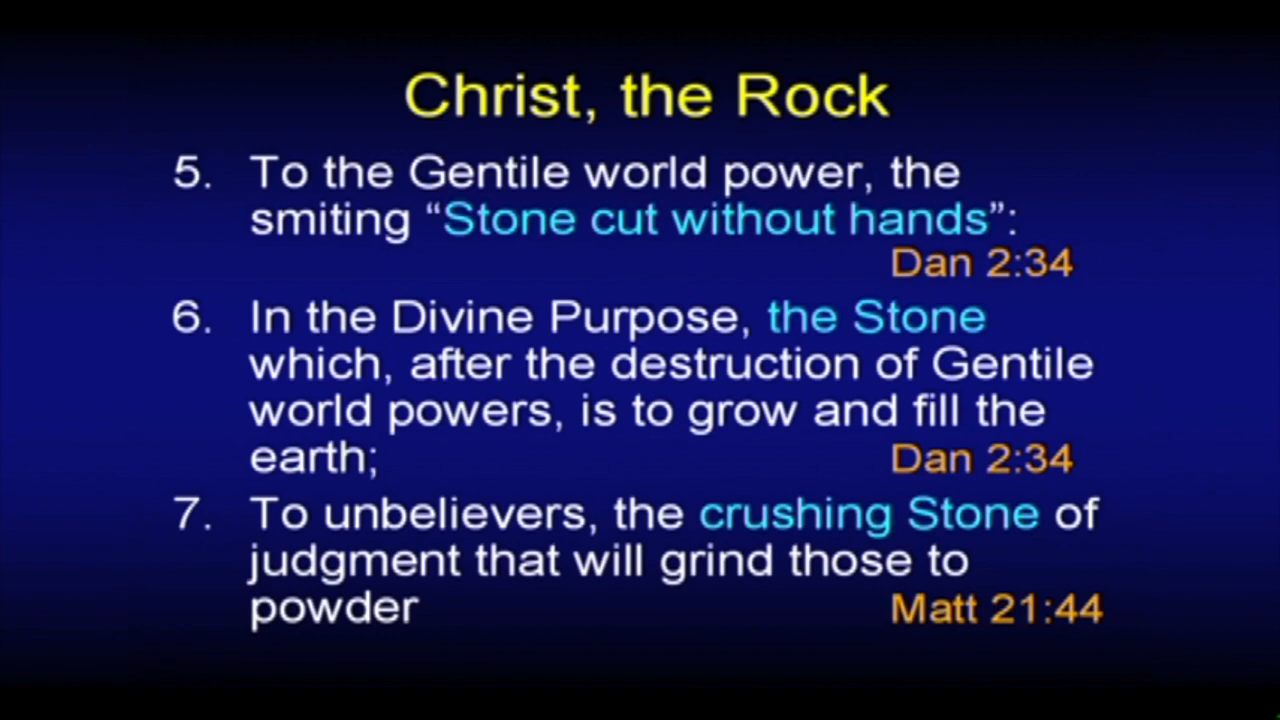 Christ, the Rock
5. To the Gentile world power, the
smiting “Stone cut without hands”:
Dan 2:34
6. In the Divine Purpose, the Stone
which, after the destruction of Gentile
world powers, is to grow and fill the
earth; Dan 2:34
7. To unbelievers, the crushing Stone of
judgment that will grind those to
powder Matt 21:44